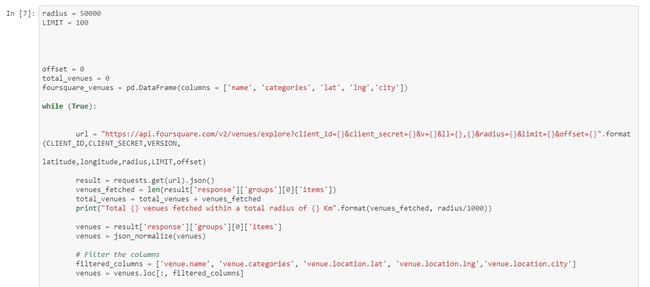 In [7]:
radius = 50000
LIMIT = 100
offset = 0
total_venues = 0
foursquare_venues = pd.DataFrame(columns = ['name', 'categories', 'lat', 'lng','city'])
while (True):
url = "https://api.foursquare.com/v2/venues/explore?client_id={}&client_secret={}&v={}&ll={},{}&radius={}&limit={}&offset={}".format
(CLIENT_ID,CLIENT_SECRET,VERSION,
latitude,longitude,radius,LIMIT,offset)
result = requests.get(url).json()
venues_fetched = len(result['response']['groups'][0]['items'])
total_venues = total_venues + venues_fetched
print("Total {} venues fetched within a total radius of {} Km".format(venues_fetched, radius/1000))
venues = result['response']['groups'][0]['items']
venues = json_normalize(venues)
# Filter the columns
filtered_columns = ['venue.name', 'venue.categories', 'venue.location.lat', 'venue.location.lng','venue.location.city']
venues = venues.loc[:, filtered_columns]